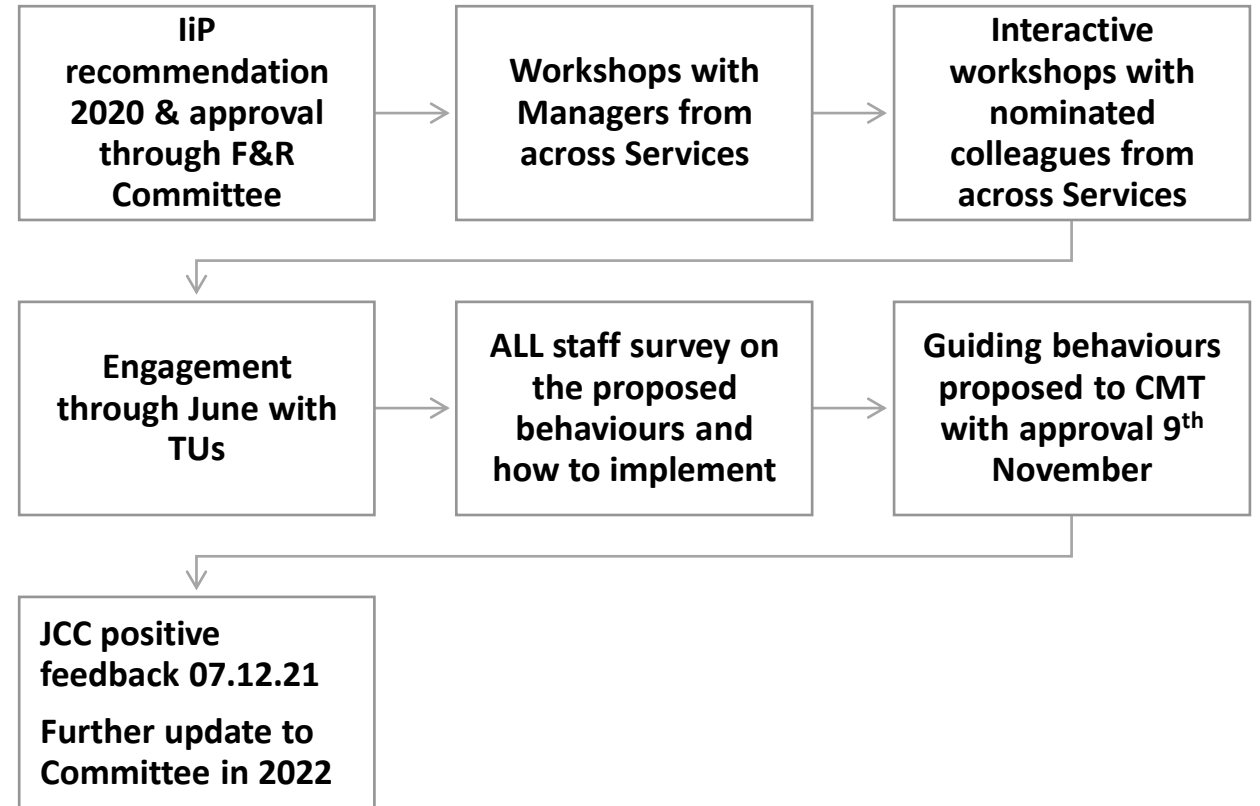 IiP
recommendation
2020 & approval
through F&R
Committee
Workshops with
Managers from
across Services
Interactive
workshops with
nominated
colleagues from
across Services
Engagement
through June with
TUs
ALL staff survey on
the proposed
behaviours and
how to implement
Guiding behaviours
proposed to CMT
with approval 9th
November
JCC positive
feedback 07.12.21
Further update to
Committee in 2022